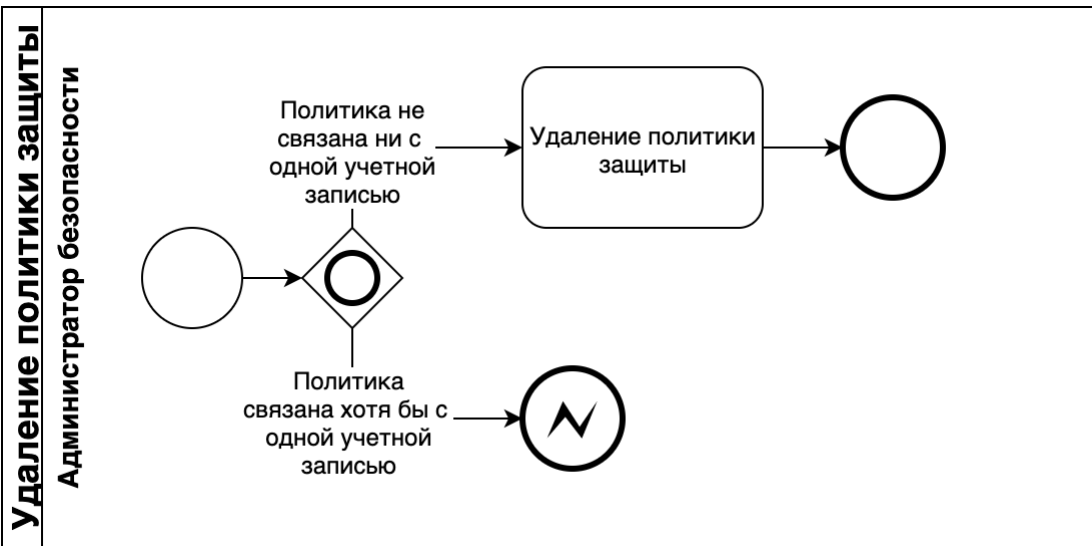 Удаление политики защиты
Администратор безопасности
Политика не
связана ни с
одной учетной
записью
Удаление политики
защиты
Политика
связана хотя бы с
одной учетной
записью